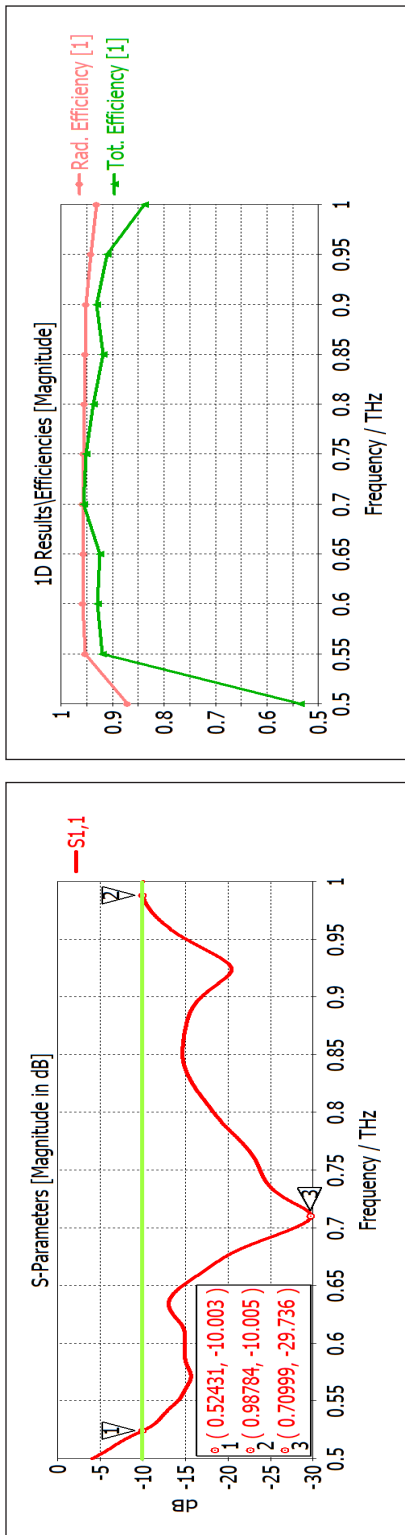 S-Parameters [Magnitude in dB]
S1,1
0
-5
-10
-15
-20
-25
-30
dB
1
2
3
1 ( 0.52431, -10.003 )
2 ( 0.98784, -10.005 )
3 ( 0.70999, -29.736 )
0.5 0.55 0.6 0.65 0.7 0.75 0.8 0.85 0.9 0.95 1
Frequency / THz
1D Results\Efficiencies [Magnitude]
Rad. Efficiency [1]
Tot. Efficiency [1]
1
0.9
0.8
0.7
0.6
0.5
0.5 0.55 0.6 0.65 0.7 0.75 0.8 0.85 0.9 0.95 1
Frequency / THz